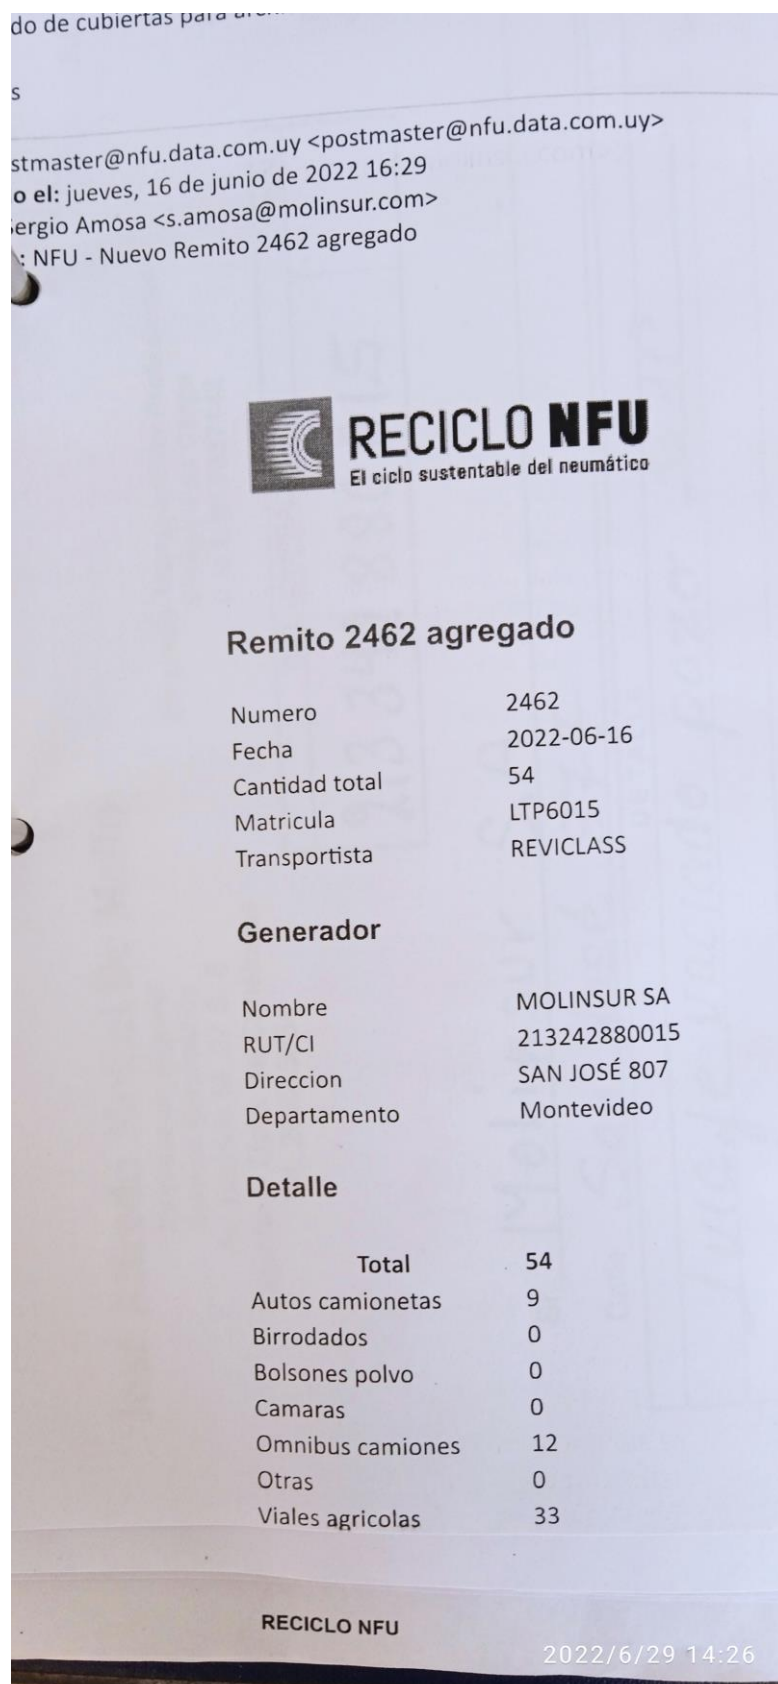 do de cubiertas para
s
stmaster@nfu.data.com.uy <postmaster@nfu.data.com.uy>
o el: jueves, 16 de junio de 2022 16:29
ergio Amosa <s.amosa@molinsur.com>
: NFU - Nuevo Remito 2462 agregado
RECICLO NFU
El ciclo sustentable del neumático
Remito 2462 agregado
Numero 2462
Fecha 2022-06-16
Cantidad total 54
Matricula LTP6015
Transportista REVICLASS
Generador
Nombre MOLINSUR SA
RUT/CI 213242880015
Direccion SAN JOSÉ 807
Departamento Montevideo
Detalle
Total 54
Autos camionetas 9
Birrodados 0
Bolsones polvo 0
Camaras 0
Omnibus camiones 12
Otras 0
Viales agricolas 33
RECICLO NFU
2022/6/29 14:26